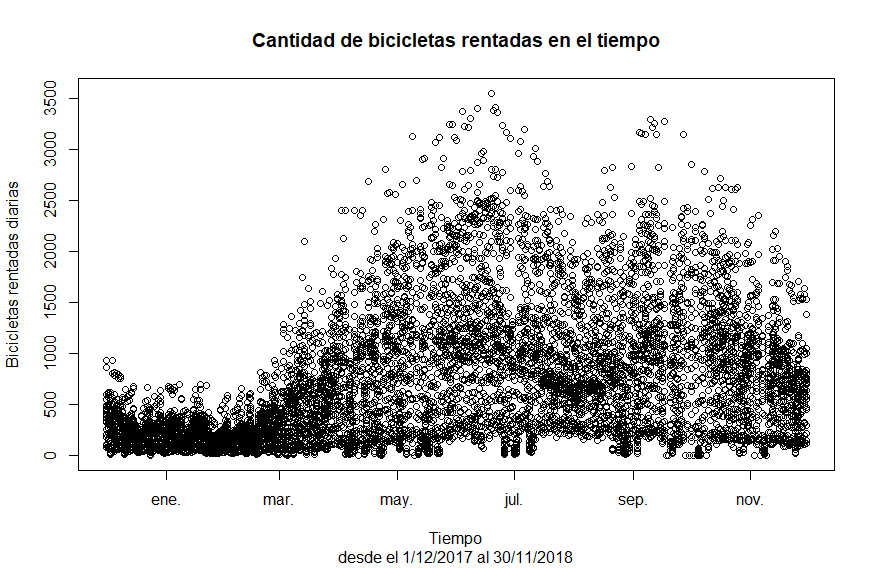 Cantidad de bicicletas rentadas en el tiempo
Bicicletas rentadas diarias
3500
3000
2500
2000
1500
1000
500
0
ene. mar. may. jul. sep. nov.
Tiempo
desde el 1/12/2017 al 30/11/2018